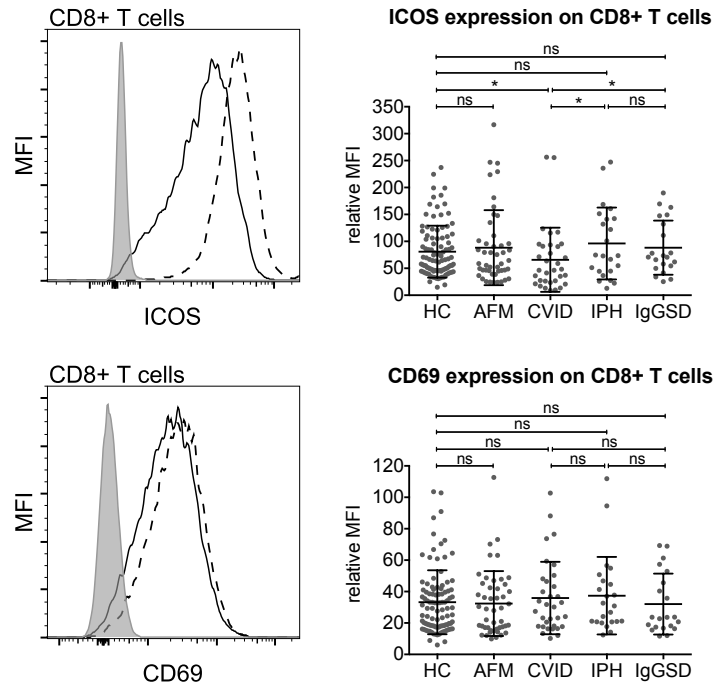 CD8+ T cells
MFI
ICOS
ICOS expression on CD8+ T cells
ns
ns
* *
ns * ns
relative MFI
350
300
250
200
150
100
50
0
HC AFM CVID IPH IgGSD
CD8+ T cells
MFI
CD69
CD69 expression on CD8+ T cells
ns
ns
ns ns
ns ns ns
relative MFI
120
100
80
60
40
20
0
HC AFM CVID IPH IgGSD